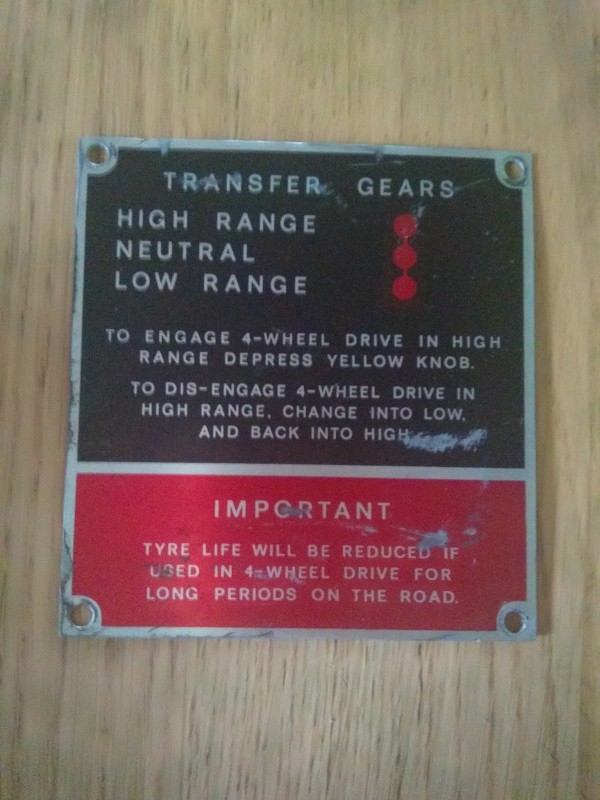 TRANSFER GEARS
HIGH RANGE
NEUTRAL
LOW RANGE
TO ENGAGE 4-WHEEL DRIVE IN HIGH
RANGE DEPRESS YELLOW KNOB.
TO DIS-ENGAGE 4-WHEEL DRIVE IN
HIGH RANGE, CHANGE INTO LOW,
AND BACK INTO HIGH
IMPORTANT
TYRE LIFE WILL BE REDUCED IF
USED IN 4-WHEEL DRIVE FOR
LONG PERIODS ON THE ROAD.